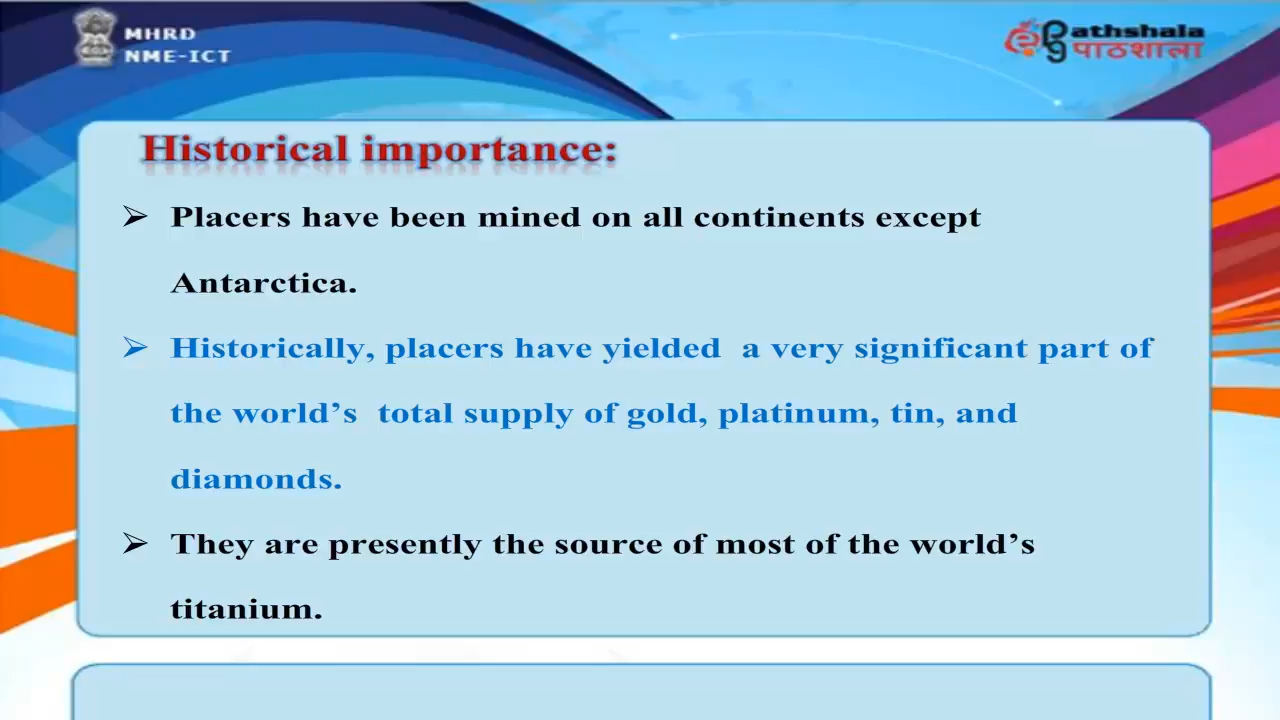 MHRD
NME-ICT
ePG athshala
पाठशाला
Historical importance:
➢ Placers have been mined on all continents except
Antarctica.
➢ Historically, placers have yielded a very significant part of
the world’s total supply of gold, platinum, tin, and
diamonds.
➢ They are presently the source of most of the world’s
titanium.